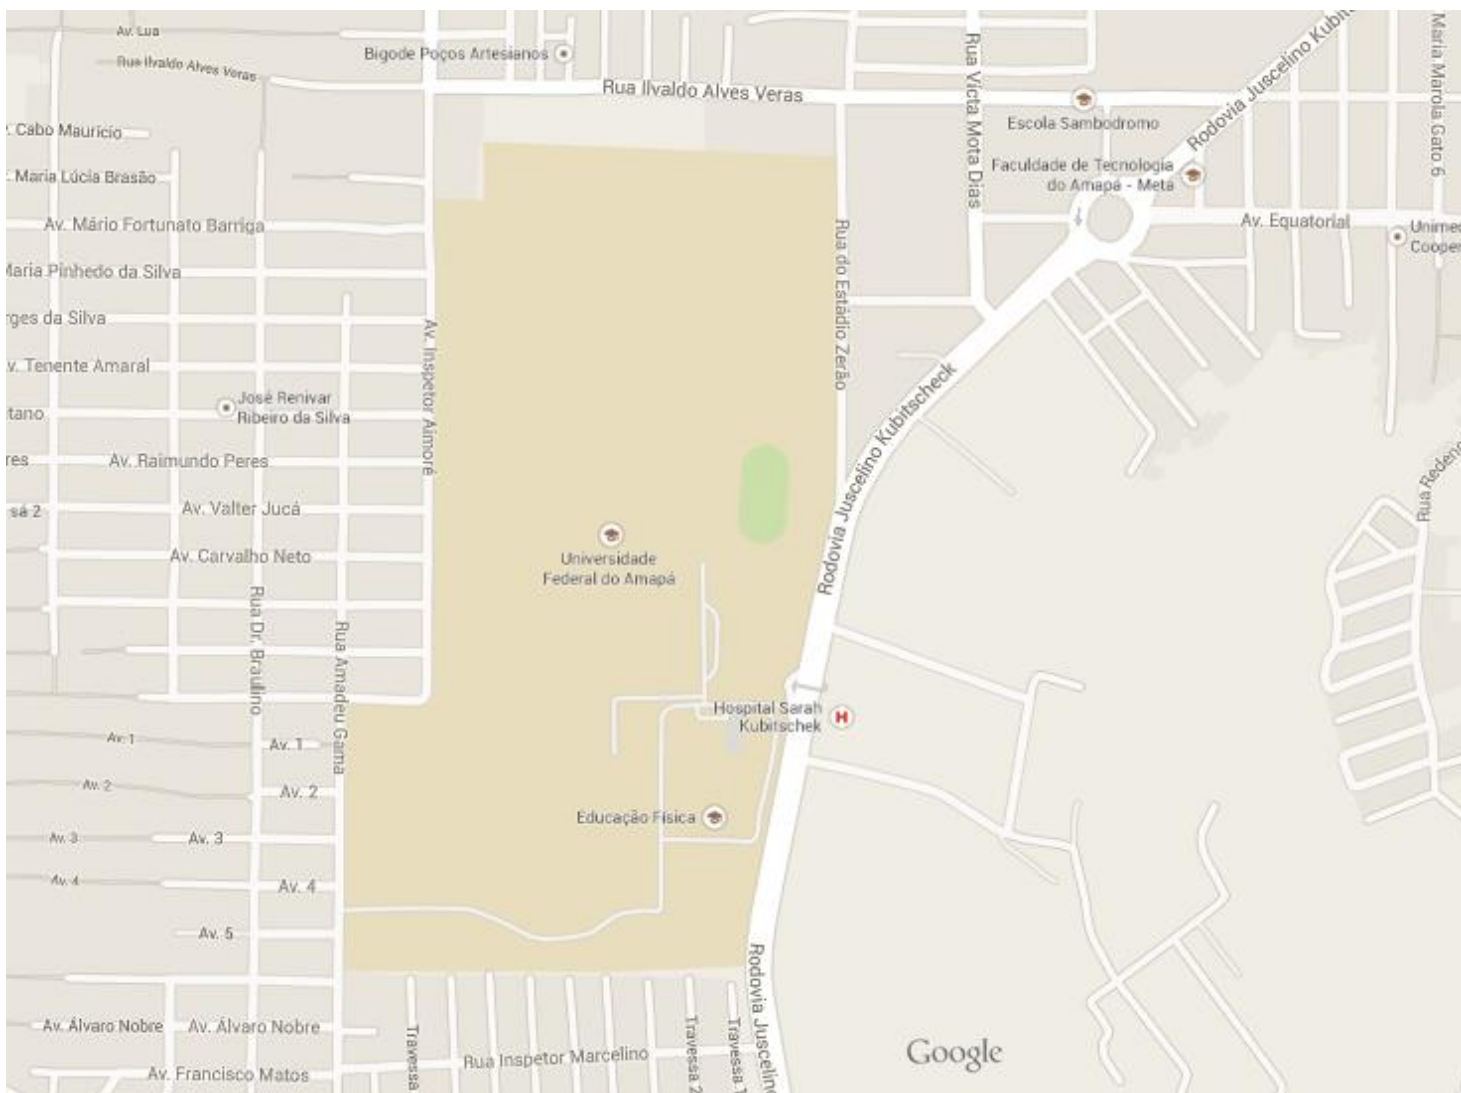 Av. Lua
Rua Ilvaldo Alves Veras
Bigode Poços Artesianos
Rua Ilvaldo Alves Veras
Rua Victa Mota Dias
Escola Sambodromo
Rodovia Juscelino Kubit
Maria Marola Gato 6
Cabo Mauricio
Maria Lúcia Brasão
Faculdade de Tecnologia
do Amapá - Meta
Av. Mário Fortunato Barriga
Av. Equatorial
Unimed
Cooper
Maria Pinhedo da Silva
rges da Silva
Rua do Estádio Zerão
Av. Inspetor Aimoré
v. Tenente Amaral
José Renivar
Ribeiro da Silva
tano
Rodovia Juscelino Kubitscheck
res
Av. Raimundo Peres
Rua Redenç
sá 2
Av. Valter Jucá
Av. Carvalho Neto
Universidade
Federal do Amapá
Rua Dr. Braulino
Rua Amadeu Gama
Hospital Sarah
Kubitschek
H
Av. 1
Av. 1
Av. 2
Av. 2
Educação Física
Av. 3
Av. 3
Av. 4
Av. 4
Av. 5
Rodovia Juscelin
Av. Álvaro Nobre
Av. Álvaro Nobre
Travessa
Rua Inspetor Marcelino
Travessa 2
Travessa 1
Google
Av. Francisco Matos